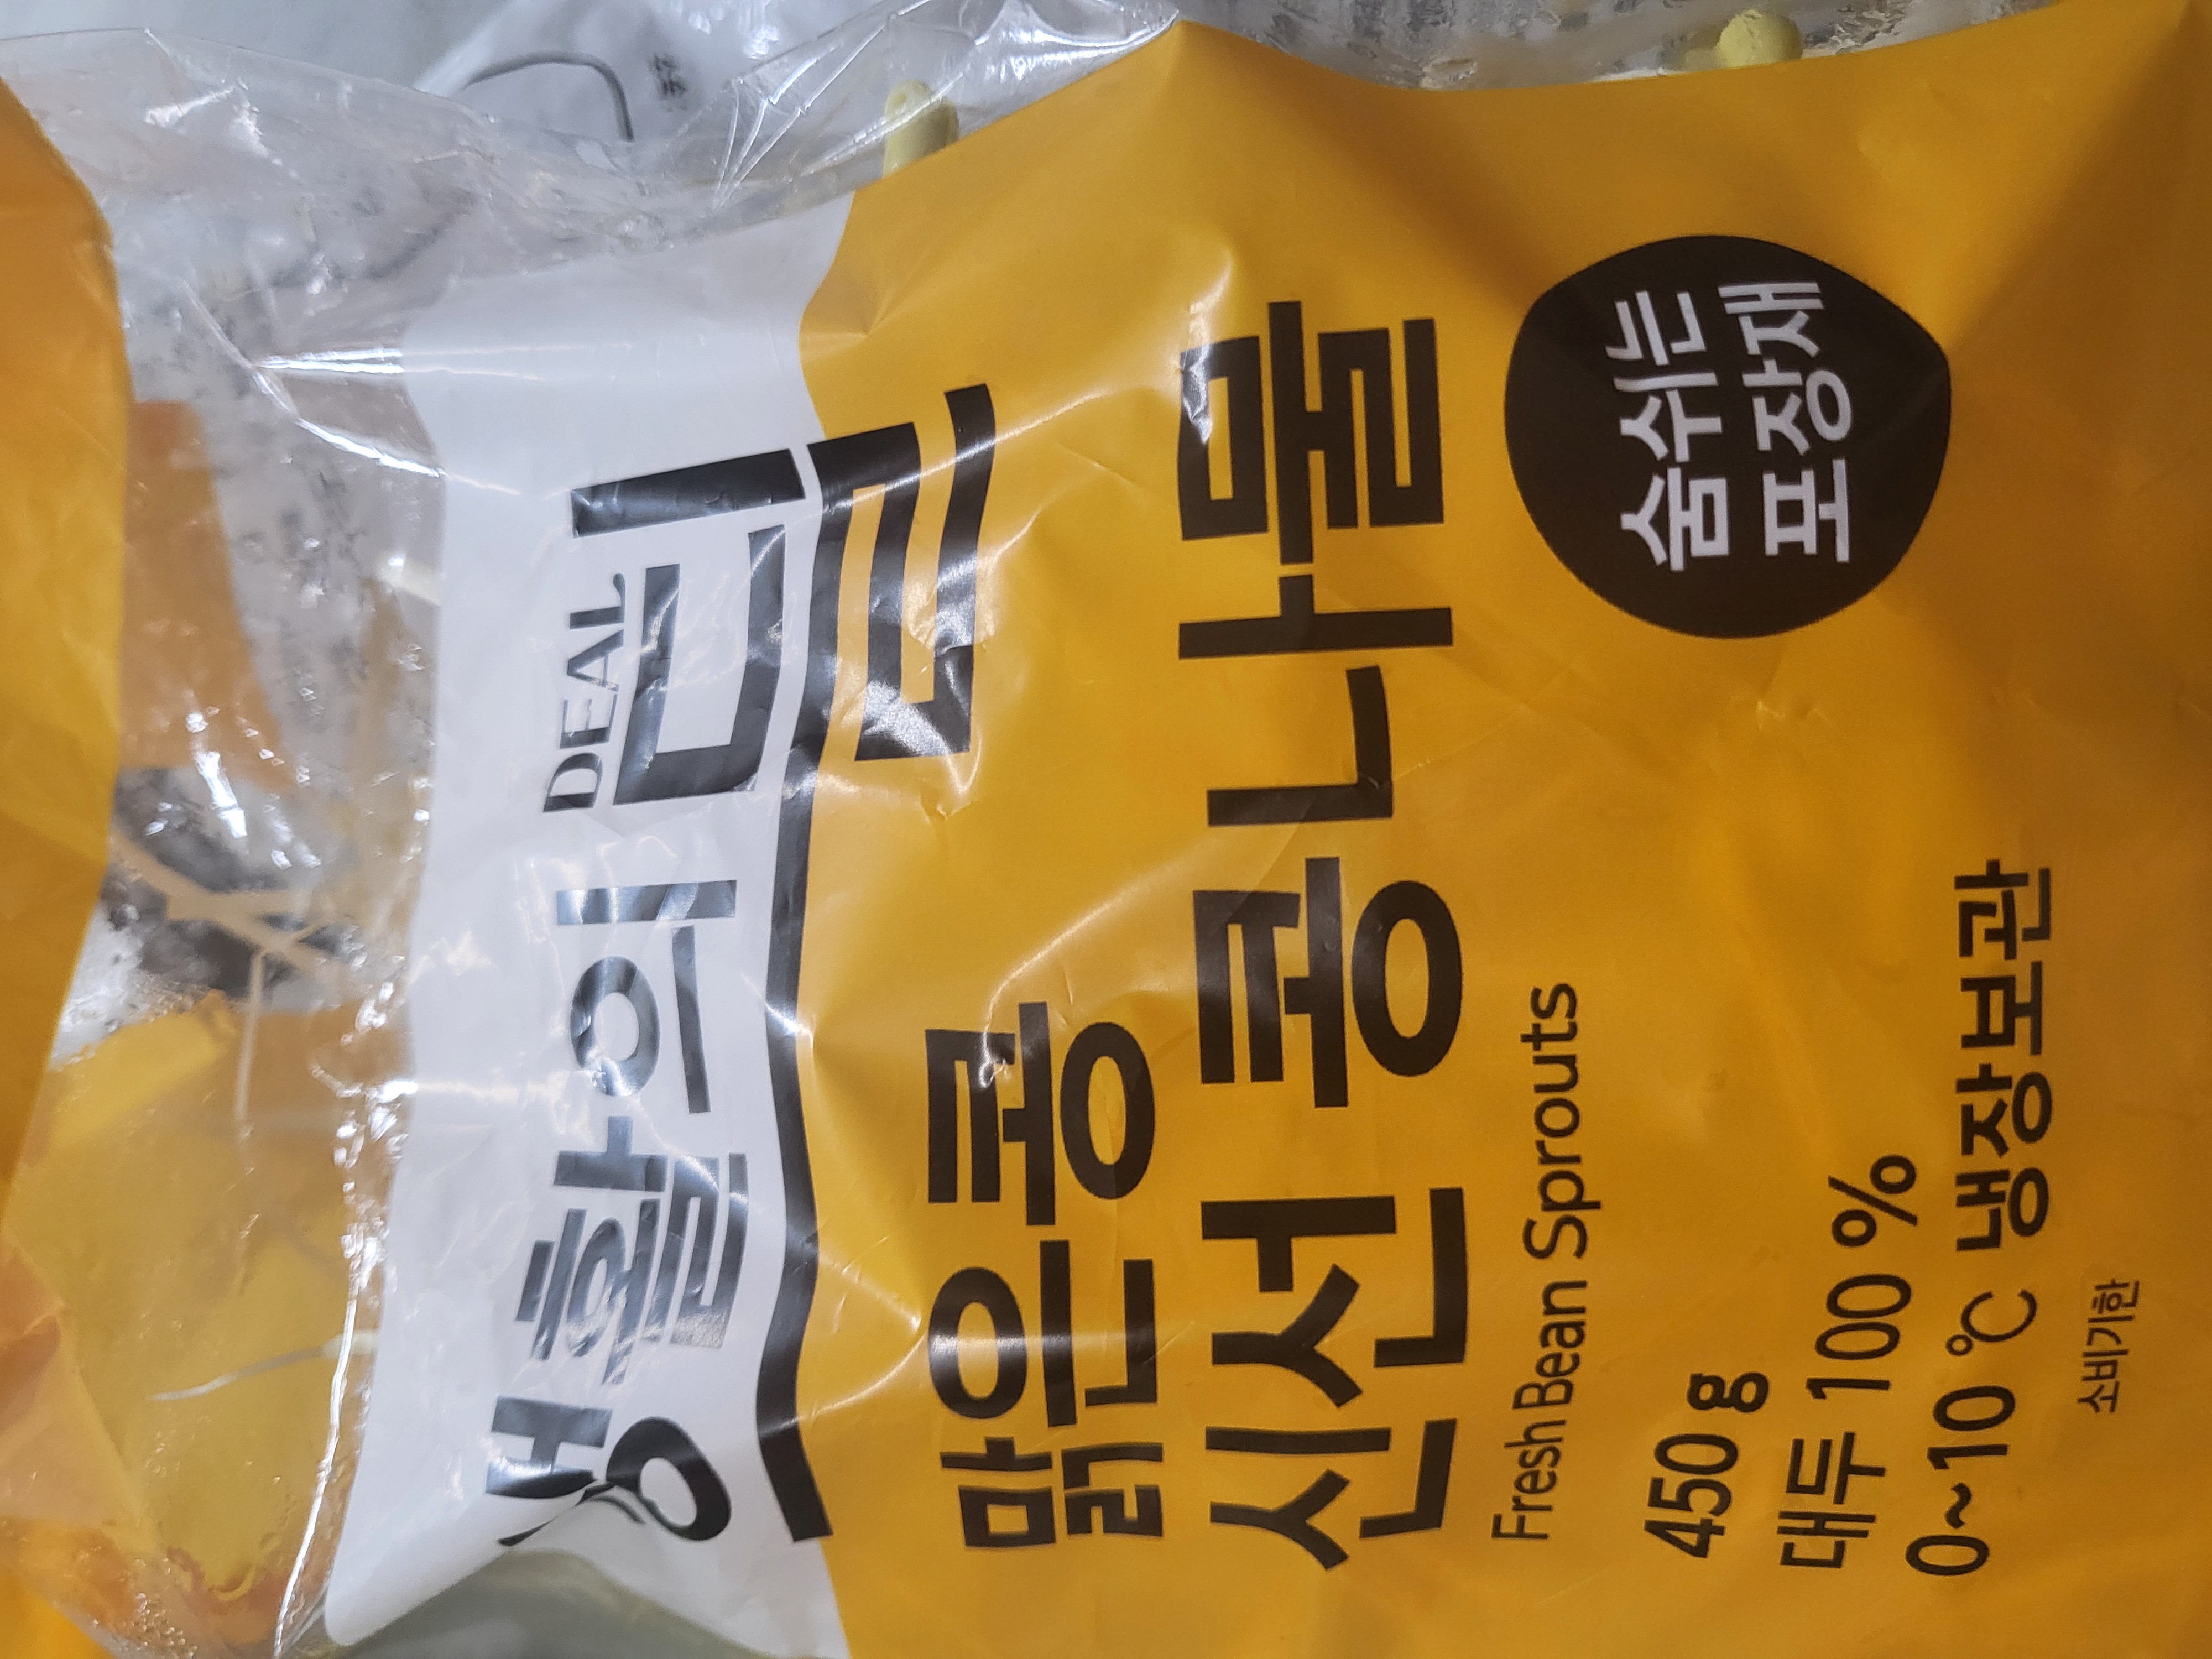 생활의 딜
DEAL
맑은콩
신선콩나물
Fresh Bean Sprouts
숨쉬는
포장재
450 g
대두 100 %
0~10 ℃ 냉장보관
소비기한